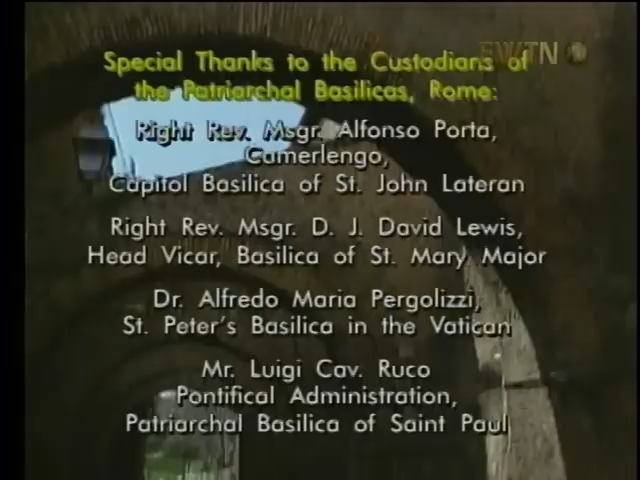 EWTN
Special Thanks to the Custodians of
the Patriarchal Basilicas, Rome:
Right Rev. Msgr. Alfonso Porta,
Camerlengo,
Capitol Basilica of St. John Lateran
Right Rev. Msgr. D. J. David Lewis,
Head Vicar, Basilica of St. Mary Major
Dr. Alfredo Maria Pergolizzi,
St. Peter's Basilica in the Vatican
Mr. Luigi Cav. Ruco
Pontifical Administration,
Patriarchal Basilica of Saint Paul